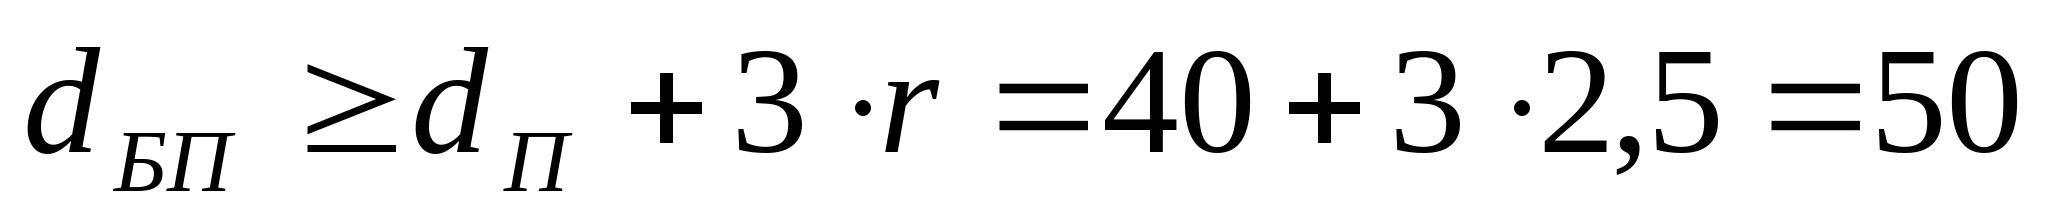 d_БП ≥ d_П + 3 · r = 40 + 3 · 2,5 = 50